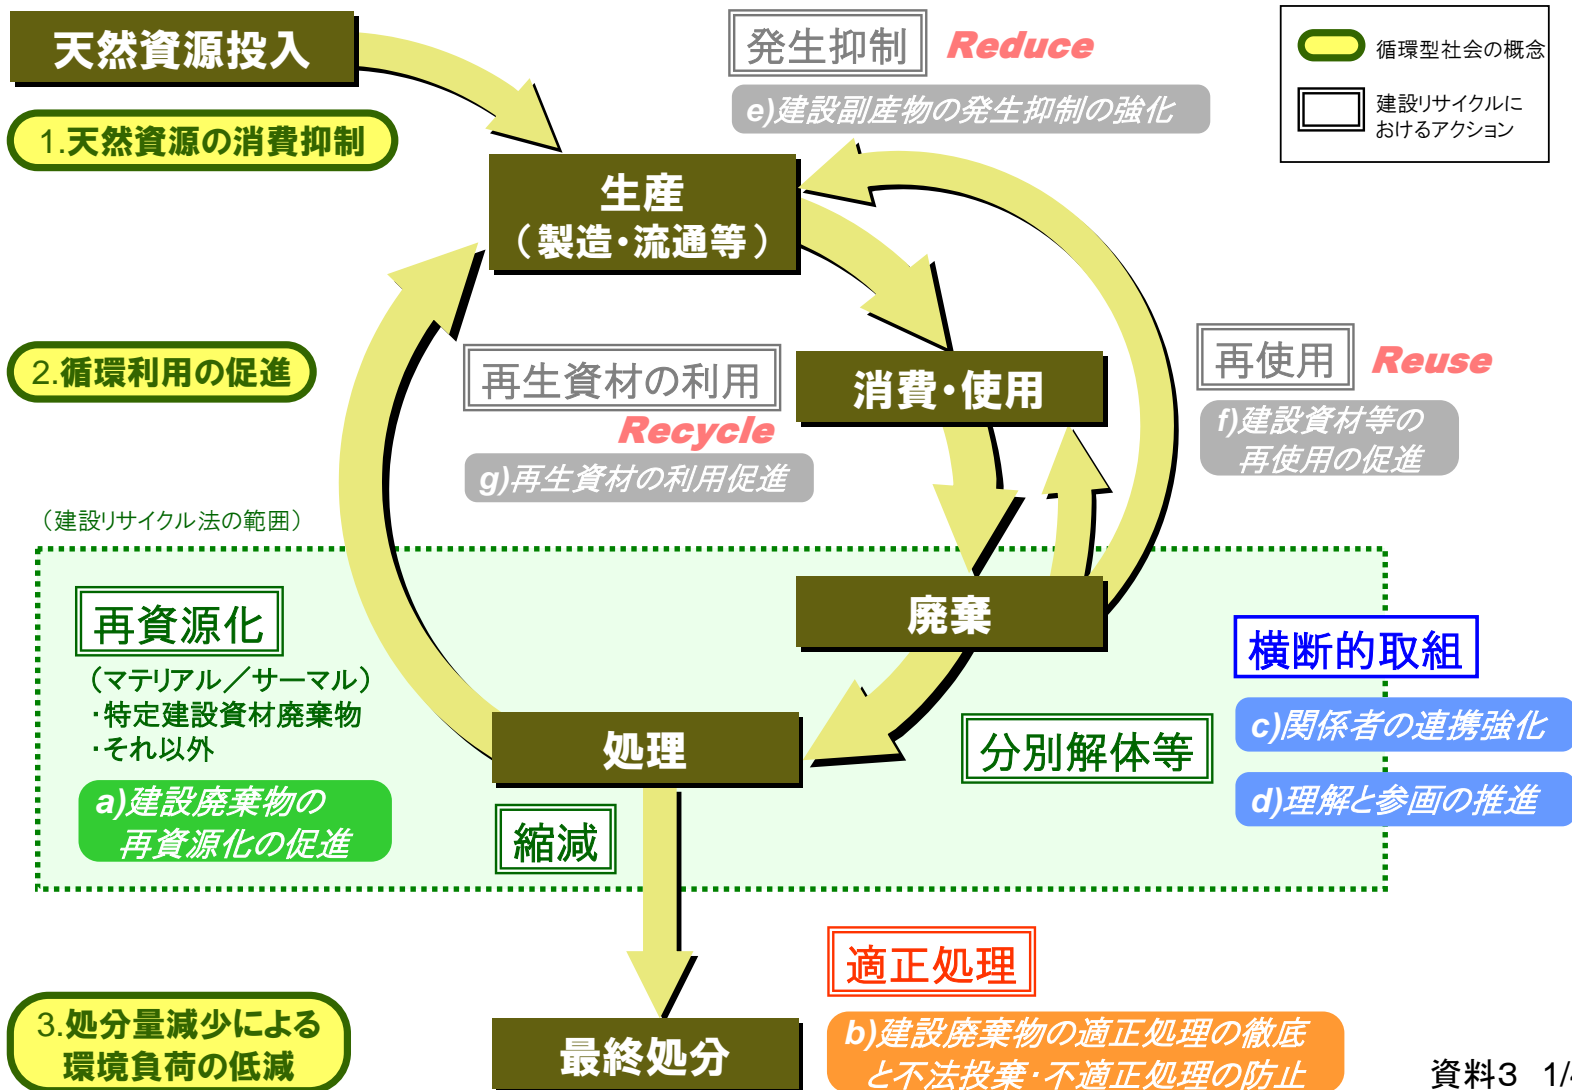 天然資源投入
発生抑制
Reduce
e)建設副産物の発生抑制の強化
循環型社会の概念
建設リサイクルに
おけるアクション
1.天然資源の消費抑制
生産
（製造・流通等）
2.循環利用の促進
再生資材の利用
Recycle
g)再生資材の利用促進
消費・使用
再使用
Reuse
f)建設資材等の
再使用の促進
（建設リサイクル法の範囲）
再資源化
（マテリアル／サーマル）
・特定建設資材廃棄物
・それ以外
a)建設廃棄物の
再資源化の促進
廃棄
横断的取組
c)関係者の連携強化
d)理解と参画の推進
処理
分別解体等
縮減
適正処理
b)建設廃棄物の適正処理の徹底
と不法投棄・不適正処理の防止
3.処分量減少による
環境負荷の低減
最終処分
資料３ 1/